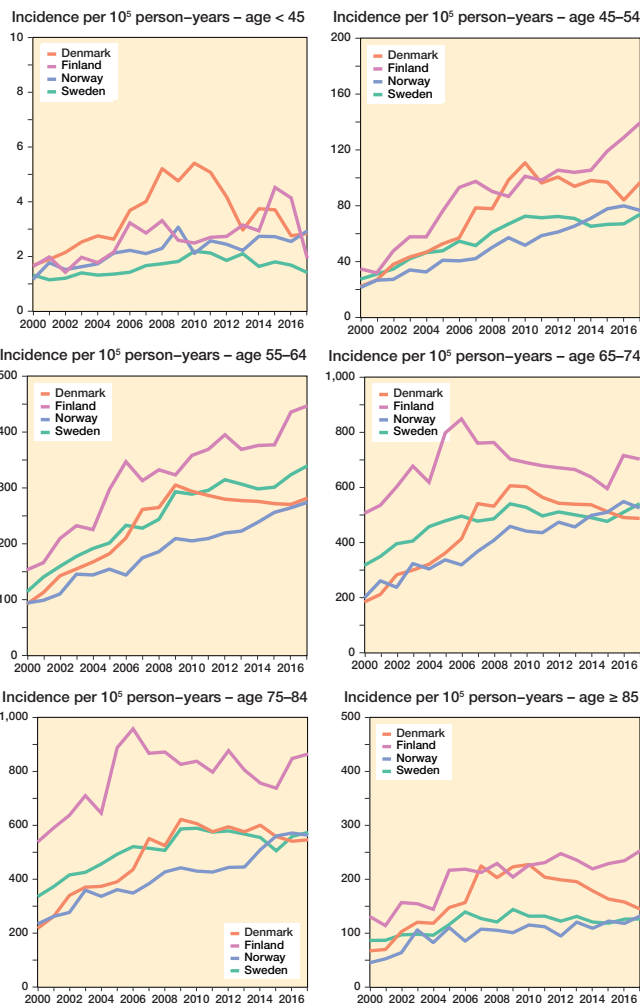 Incidence per 10⁵ person–years – age < 45
10
8
6
4
2
0
Denmark
Finland
Norway
Sweden
2000 2002 2004 2006 2008 2010 2012 2014 2016
Incidence per 10⁵ person–years – age 45–54
200
160
120
80
40
0
Denmark
Finland
Norway
Sweden
2000 2002 2004 2006 2008 2010 2012 2014 2016
Incidence per 10⁵ person–years – age 55–64
500
400
300
200
100
0
Denmark
Finland
Norway
Sweden
2000 2002 2004 2006 2008 2010 2012 2014 2016
Incidence per 10⁵ person–years – age 65–74
1,000
800
600
400
200
0
Denmark
Finland
Norway
Sweden
2000 2002 2004 2006 2008 2010 2012 2014 2016
Incidence per 10⁵ person–years – age 75–84
1,000
800
600
400
200
0
Denmark
Finland
Norway
Sweden
2000 2002 2004 2006 2008 2010 2012 2014 2016
Incidence per 10⁵ person–years – age ≥ 85
500
400
300
200
100
0
Denmark
Finland
Norway
Sweden
2000 2002 2004 2006 2008 2010 2012 2014 2016